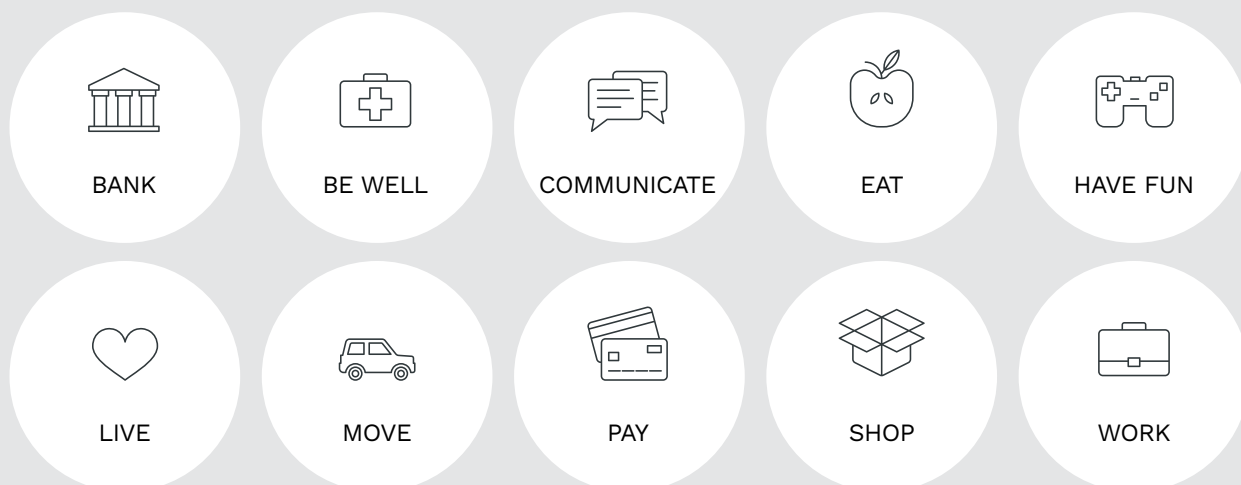 BANK
BE WELL
COMMUNICATE
EAT
HAVE FUN
LIVE
MOVE
PAY
SHOP
WORK